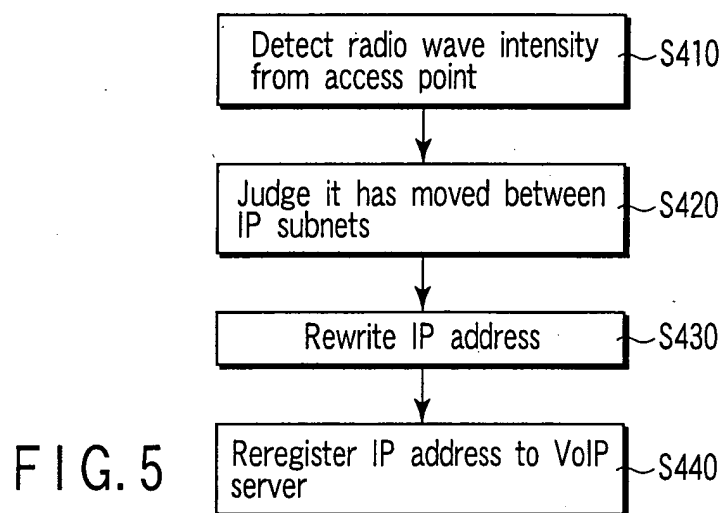 Detect radio wave intensity
from access point
S410
Judge it has moved between
IP subnets
S420
Rewrite IP address
S430
Reregister IP address to VoIP
server
S440
FIG. 5